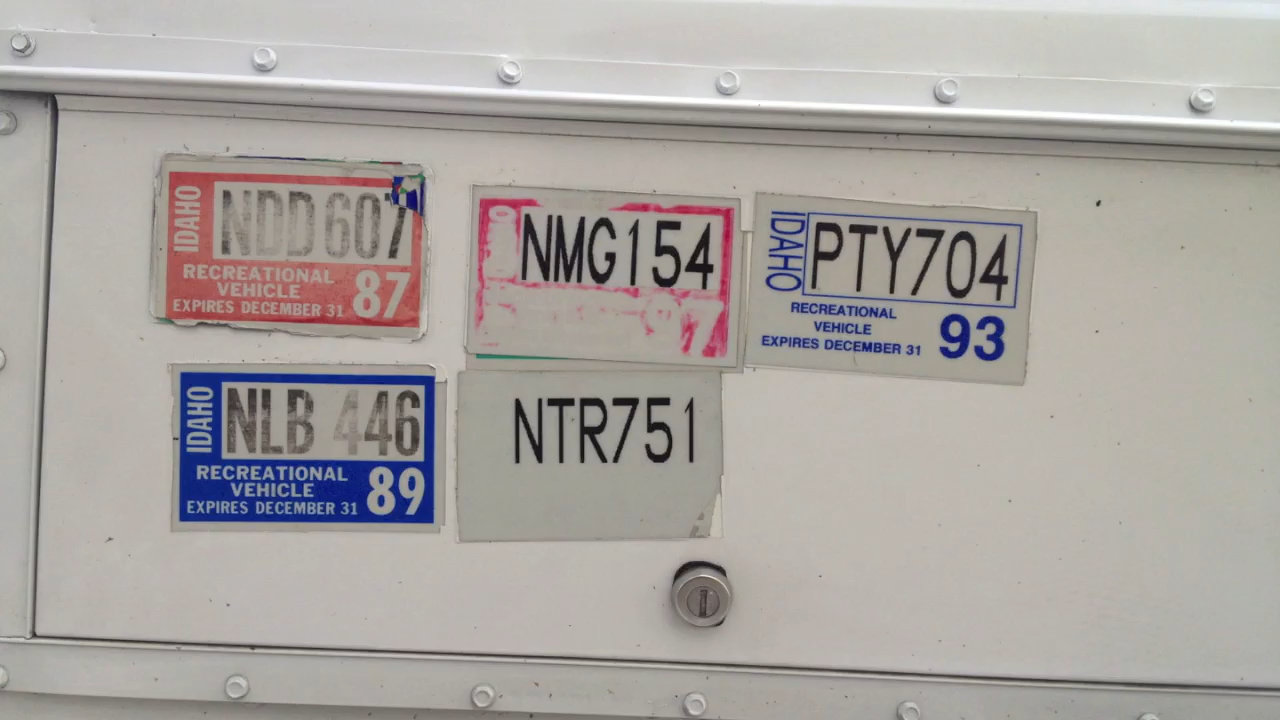 IDAHO
NDD607
RECREATIONAL
VEHICLE
EXPIRES DECEMBER 31
87
NMG154
97
IDAHO
PTY704
RECREATIONAL
VEHICLE
EXPIRES DECEMBER 31
93
IDAHO
NLB 446
RECREATIONAL
VEHICLE
EXPIRES DECEMBER 31
89
NTR751